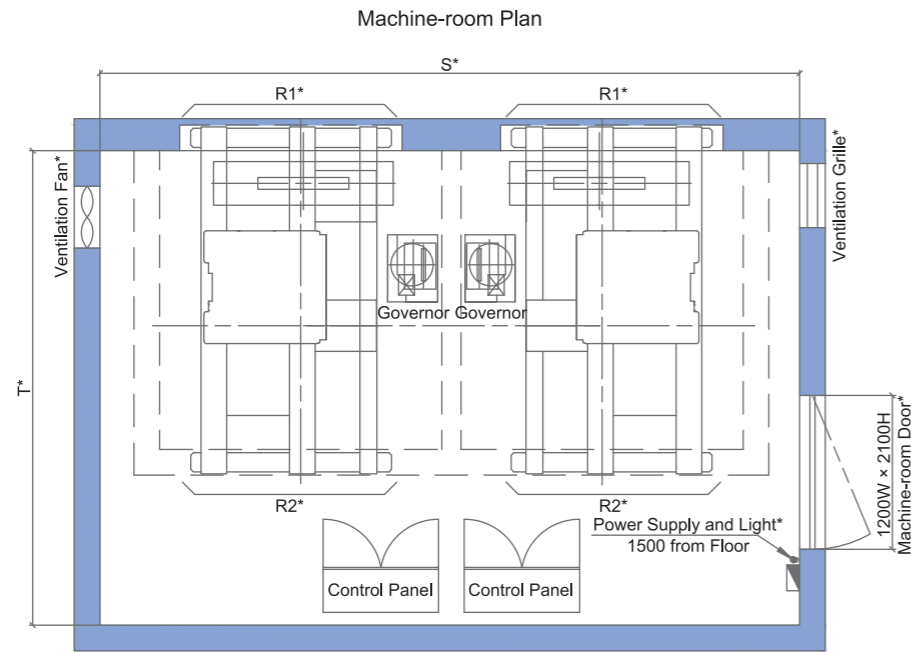 Machine-room Plan
S*
R1*
R1*
Ventilation Fan*
Ventilation Grille*
Governor
Governor
T*
1200W × 2100H
Machine-room Door*
R2*
R2*
Power Supply and Light*
1500 from Floor
Control Panel
Control Panel